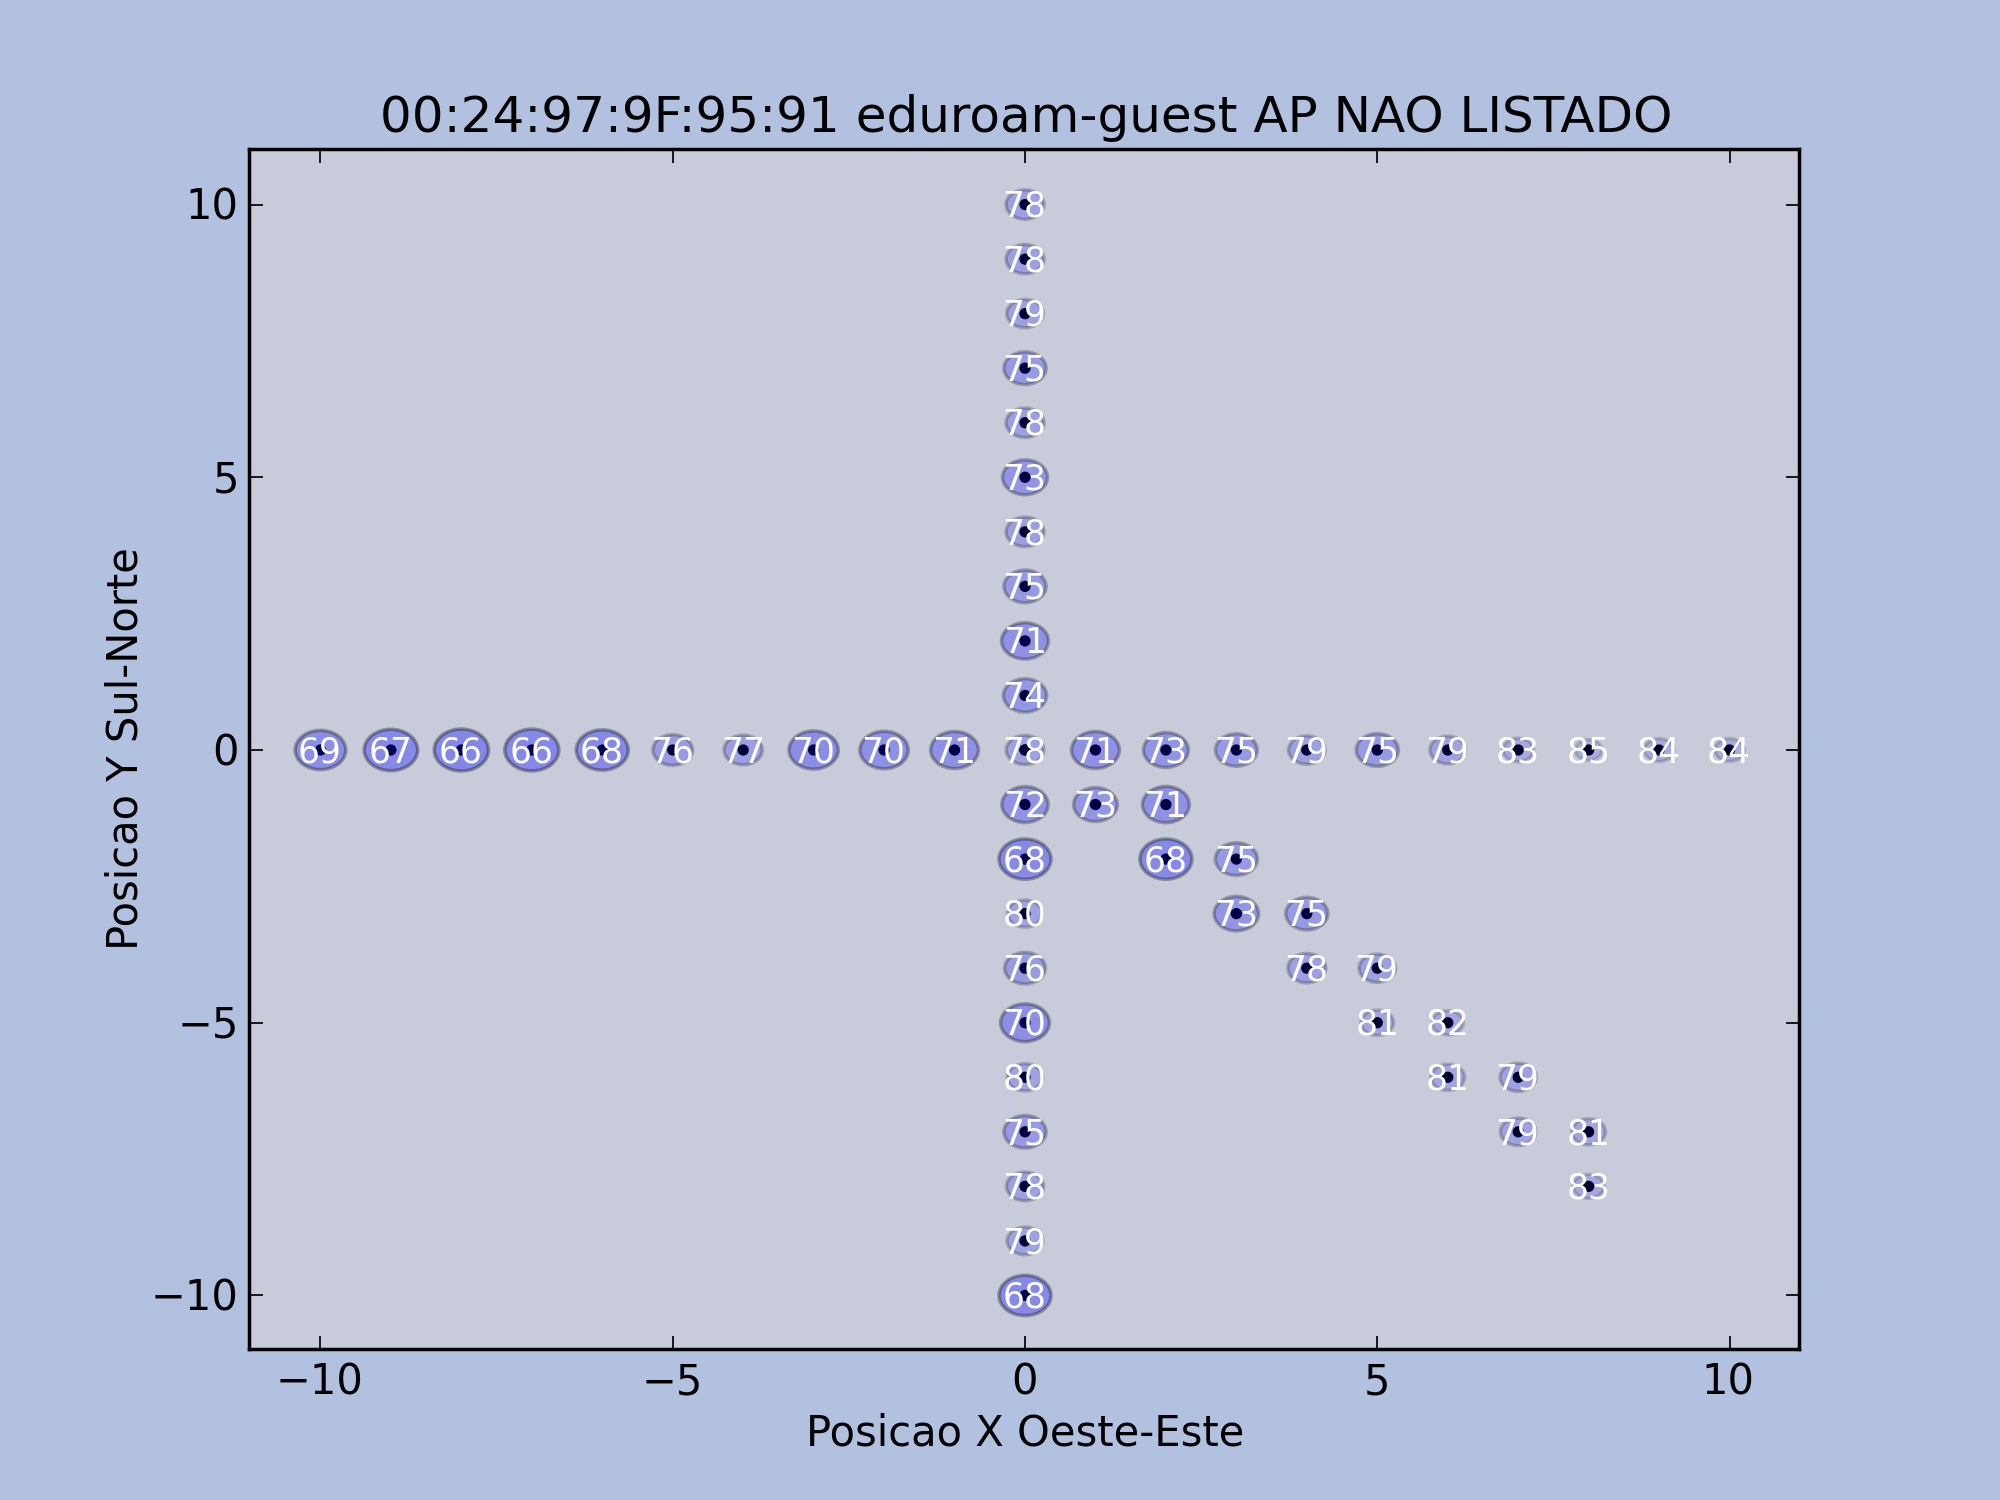 00:24:97:9F:95:91 eduroam-guest AP NAO LISTADO
10 78
78
79
75
78
5 73
78
75
71
74
0 69 67 66 66 68 76 77 70 70 71 78 71 73 75 79 75 79 83 85 84 84
72 73 71
68 68 75
80 73 75
76 78 79
−5 70 81 82
80 81 79
75 79 81
78 83
79
−10 68
−10 −5 0 5 10
Posicao X Oeste-Este
Posicao Y Sul-Norte